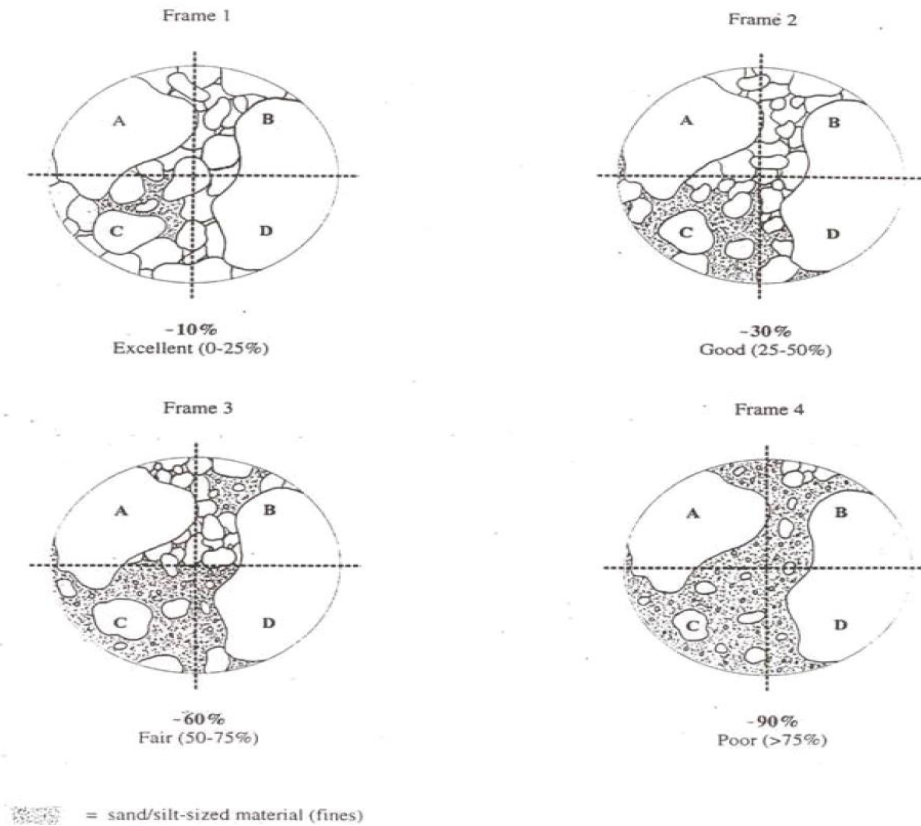 Frame 1
A
B
C
D
~10%
Excellent (0-25%)
Frame 2
A
B
C
D
~30%
Good (25-50%)
Frame 3
A
B
C
D
~60%
Fair (50-75%)
Frame 4
A
B
C
D
~90%
Poor (>75%)
= sand/silt-sized material (fines)